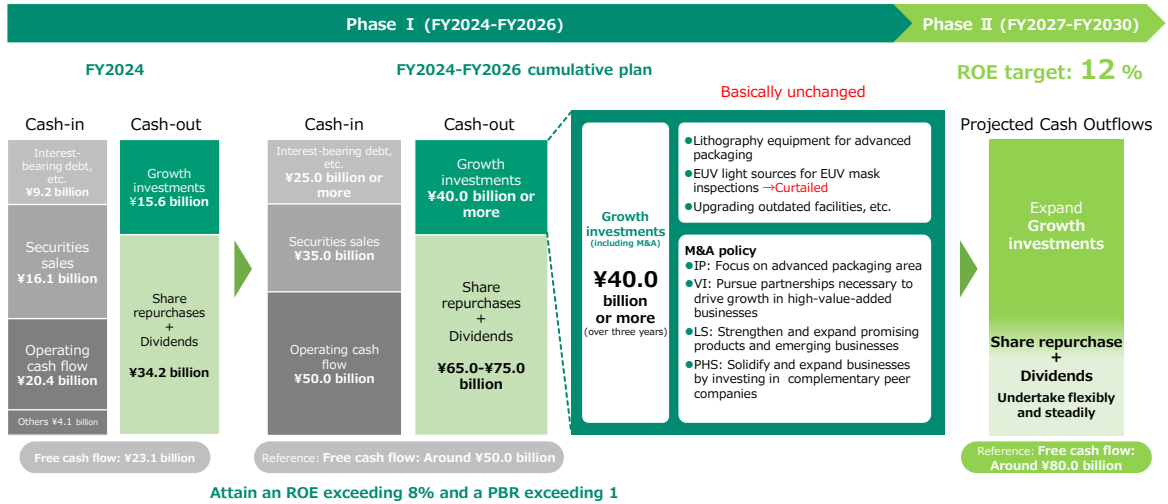 Phase Ⅰ (FY2024-FY2026)
Phase Ⅱ (FY2027-FY2030)
FY2024
FY2024-FY2026 cumulative plan
ROE target: 12 %
Basically unchanged
Cash-in
Cash-out
Interest-bearing debt,
etc.
¥9.2 billion
Securities
sales
¥16.1 billion
Operating
cash flow
¥20.4 billion
Others ¥4.1 billion
Growth
investments
¥15.6 billion
Share
repurchases
+
Dividends
¥34.2 billion
Free cash flow: ¥23.1 billion
Cash-in
Cash-out
Interest-bearing debt,
etc.
¥25.0 billion or
more
Securities sales
¥35.0 billion
Operating cash
flow
¥50.0 billion
Growth
investments
¥40.0 billion or
more
Share
repurchases
+
Dividends
¥65.0-¥75.0
billion
Reference: Free cash flow: Around ¥50.0 billion
Growth
investments
(including M&A)
¥40.0
billion
or more
(over three years)
●Lithography equipment for advanced
packaging
●EUV light sources for EUV mask
inspections →Curtailed
●Upgrading outdated facilities, etc.
M&A policy
●IP: Focus on advanced packaging area
●VI: Pursue partnerships necessary to
drive growth in high-value-added
businesses
●LS: Strengthen and expand promising
products and emerging businesses
●PHS: Solidify and expand businesses
by investing in complementary peer
companies
Projected Cash Outflows
Expand
Growth
investments
Share repurchase
+
Dividends
Undertake flexibly
and steadily
Reference: Free cash flow:
Around ¥80.0 billion
Attain an ROE exceeding 8% and a PBR exceeding 1